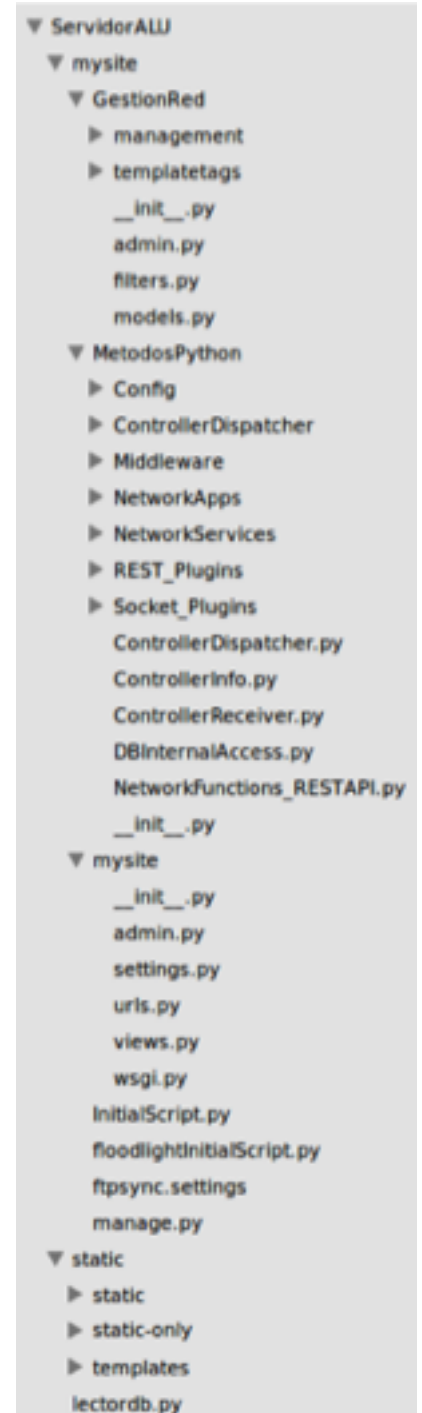 ServidorALU
mysite
GestionRed
management
templatetags
__init__.py
admin.py
filters.py
models.py
MetodosPython
Config
ControllerDispatcher
Middleware
NetworkApps
NetworkServices
REST_Plugins
Socket_Plugins
ControllerDispatcher.py
ControllerInfo.py
ControllerReceiver.py
DBInternalAccess.py
NetworkFunctions_RESTAPI.py
__init__.py
mysite
__init__.py
admin.py
settings.py
urls.py
views.py
wsgi.py
InitialScript.py
floodlightInitialScript.py
ftpsync.settings
manage.py
static
static
static-only
templates
lectordb.py